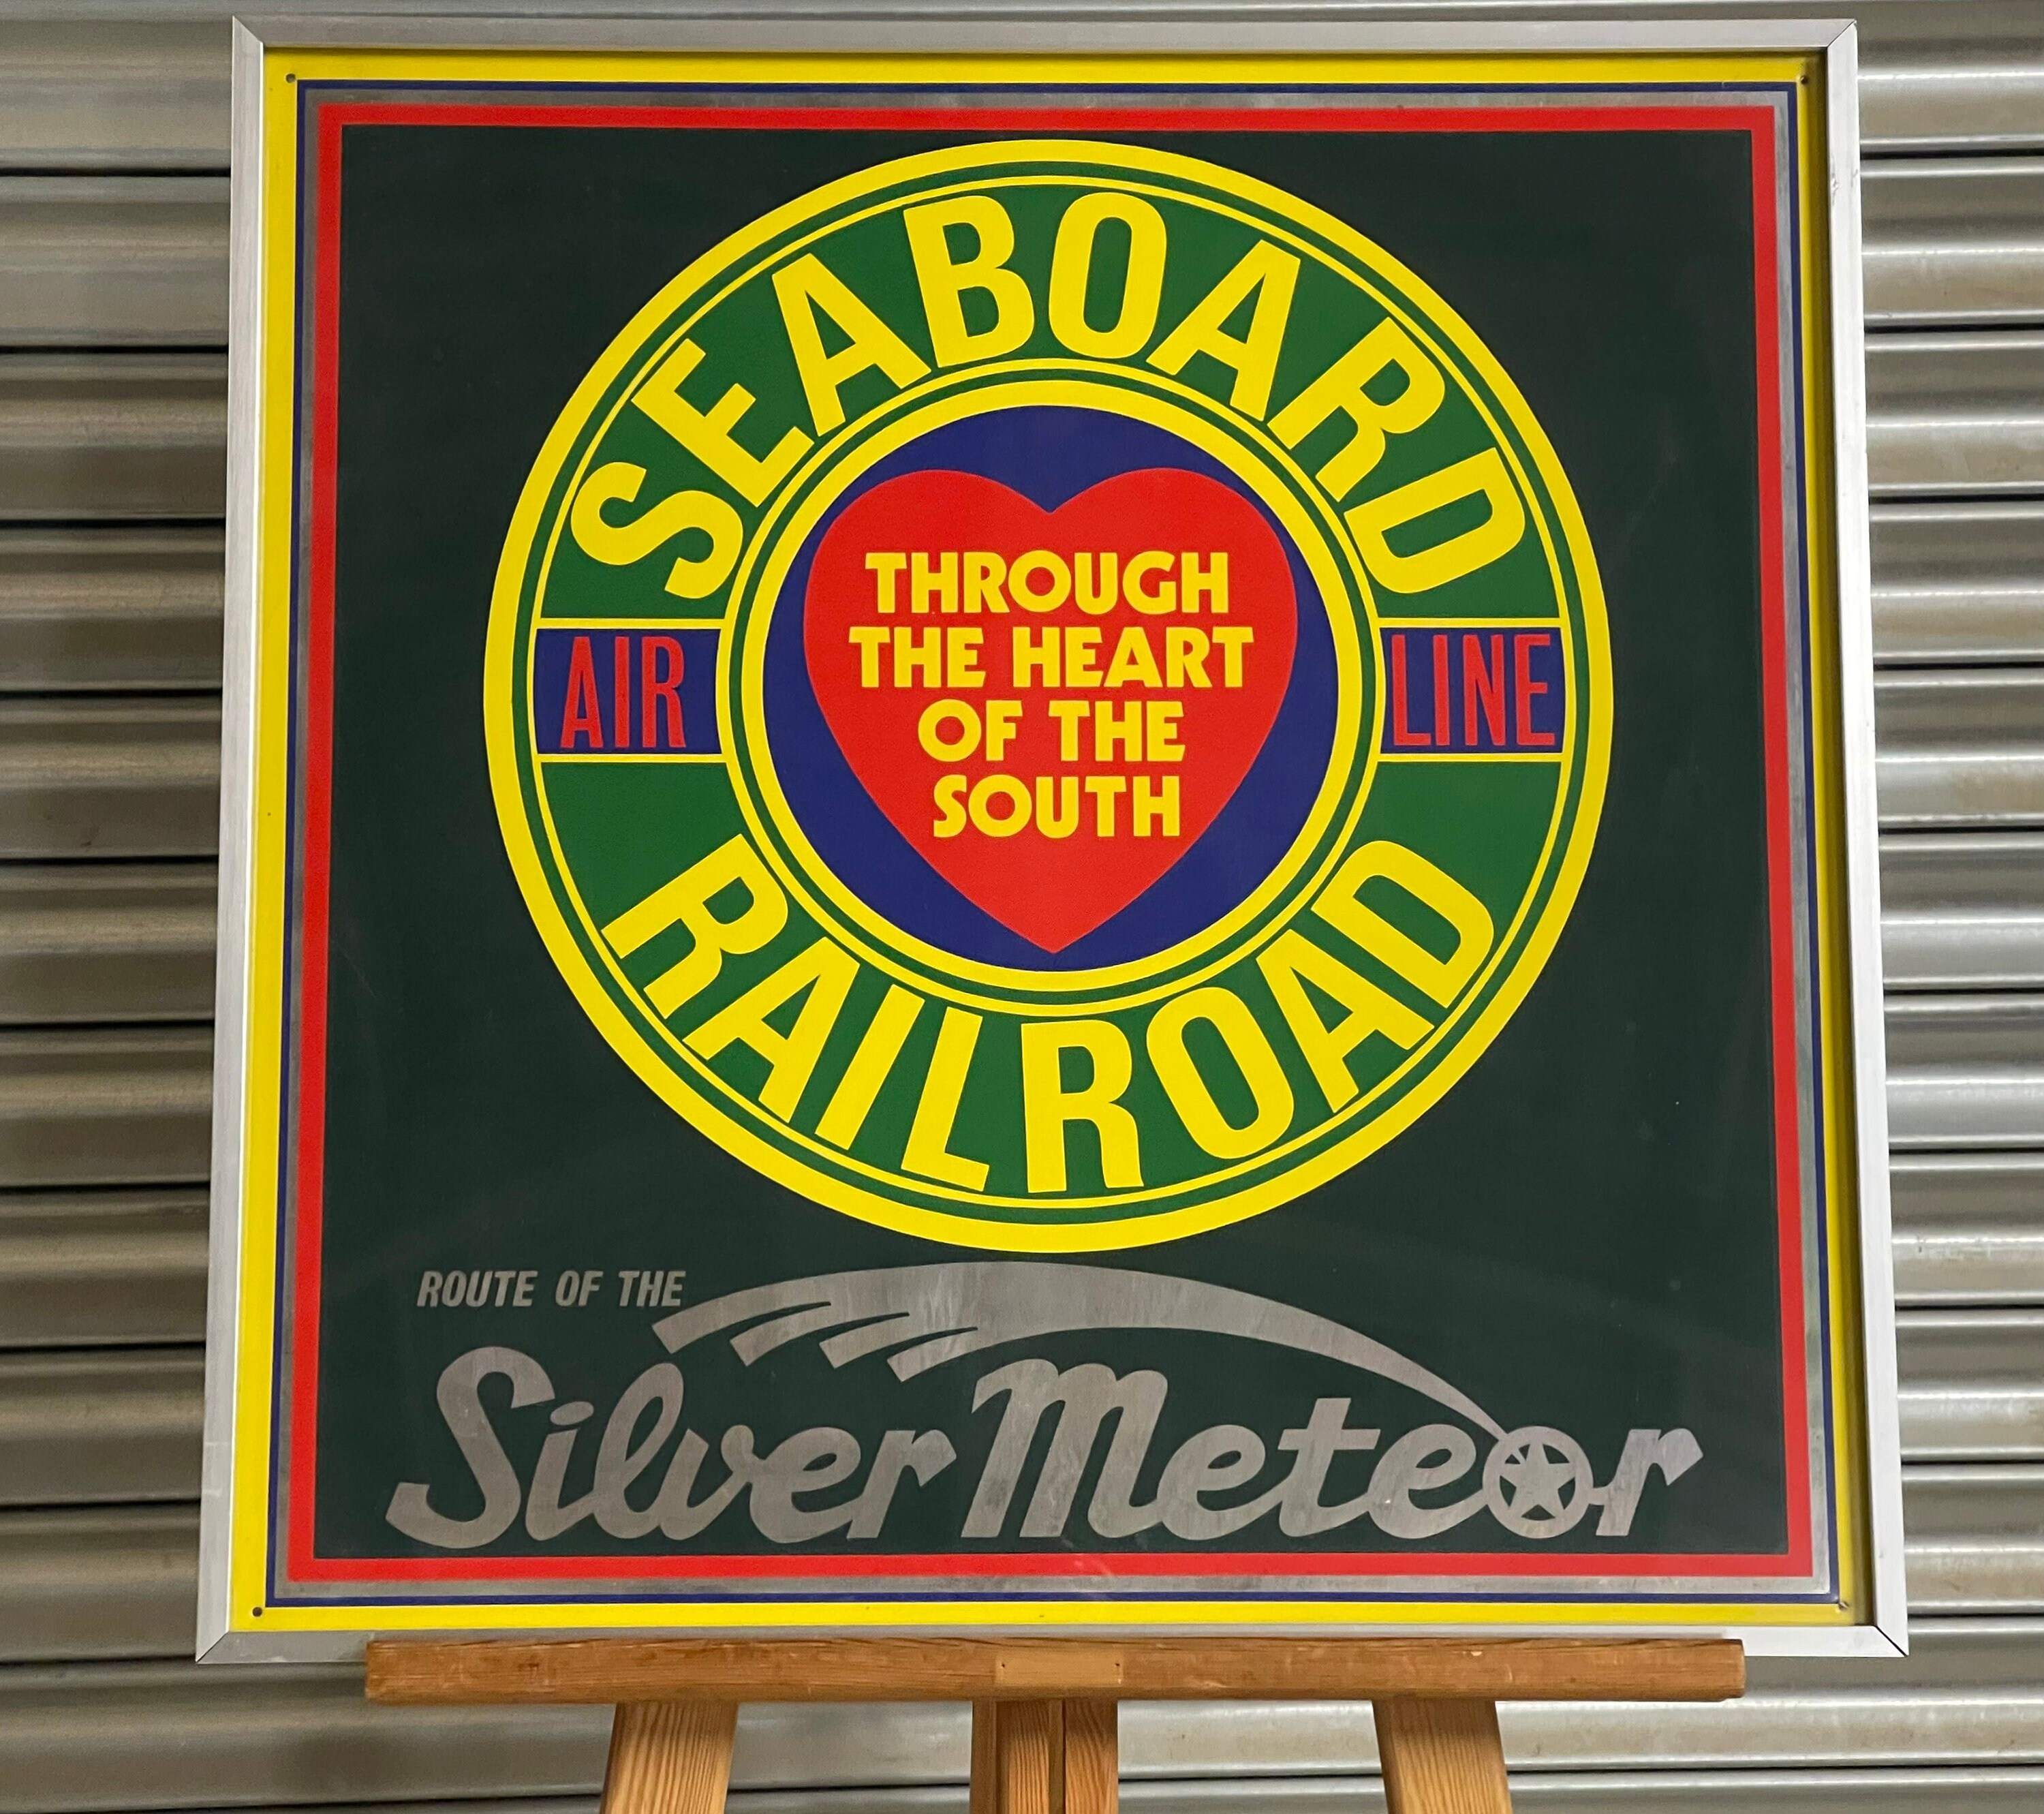 SEABOARD
AIR LINE
THROUGH
THE HEART
OF THE
SOUTH
RAILROAD
ROUTE OF THE
Silver Meteor